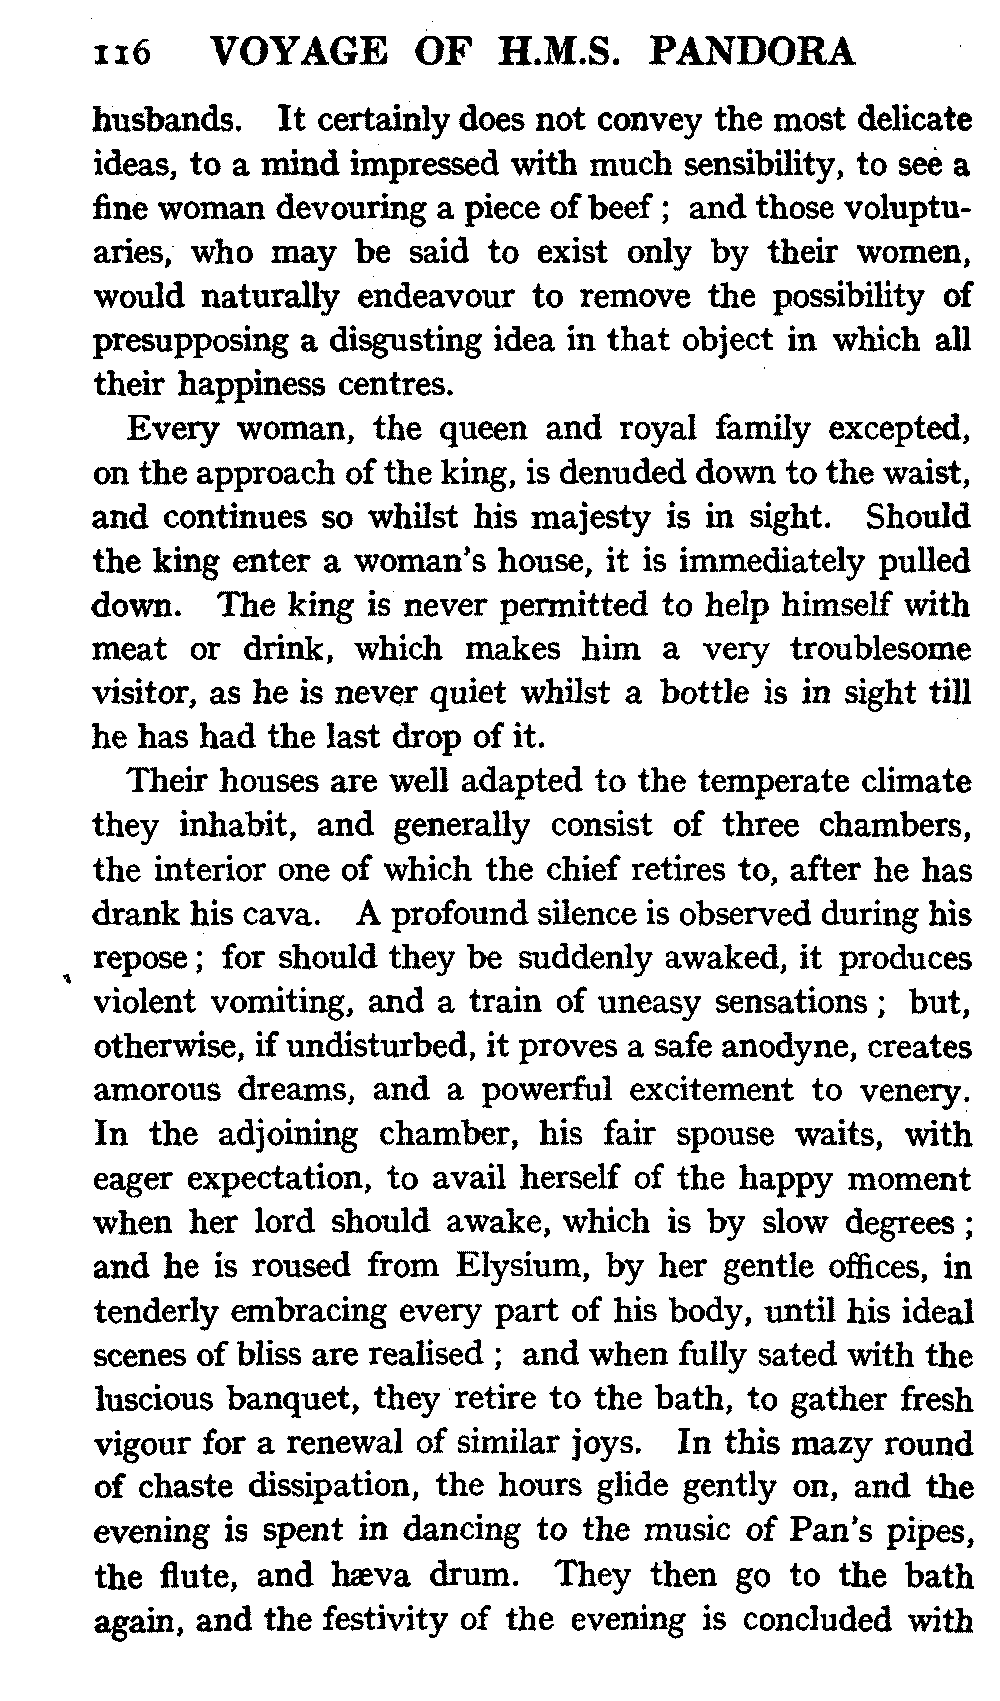 116 VOYAGE OF H.M.S. PANDORA
husbands. It certainly does not convey the most delicate
ideas, to a mind impressed with much sensibility, to see a
fine woman devouring a piece of beef ; and those voluptu-
aries, who may be said to exist only by their women,
would naturally endeavour to remove the possibility of
presupposing a disgusting idea in that object in which all
their happiness centres.
Every woman, the queen and royal family excepted,
on the approach of the king, is denuded down to the waist,
and continues so whilst his majesty is in sight. Should
the king enter a woman's house, it is immediately pulled
down. The king is never permitted to help himself with
meat or drink, which makes him a very troublesome
visitor, as he is never quiet whilst a bottle is in sight till
he has had the last drop of it.
Their houses are well adapted to the temperate climate
they inhabit, and generally consist of three chambers,
the interior one of which the chief retires to, after he has
drank his cava. A profound silence is observed during his
repose ; for should they be suddenly awaked, it produces
violent vomiting, and a train of uneasy sensations ; but,
otherwise, if undisturbed, it proves a safe anodyne, creates
amorous dreams, and a powerful excitement to venery.
In the adjoining chamber, his fair spouse waits, with
eager expectation, to avail herself of the happy moment
when her lord should awake, which is by slow degrees ;
and he is roused from Elysium, by her gentle offices, in
tenderly embracing every part of his body, until his ideal
scenes of bliss are realised ; and when fully sated with the
luscious banquet, they retire to the bath, to gather fresh
vigour for a renewal of similar joys. In this mazy round
of chaste dissipation, the hours glide gently on, and the
evening is spent in dancing to the music of Pan's pipes,
the flute, and hæva drum. They then go to the bath
again, and the festivity of the evening is concluded with